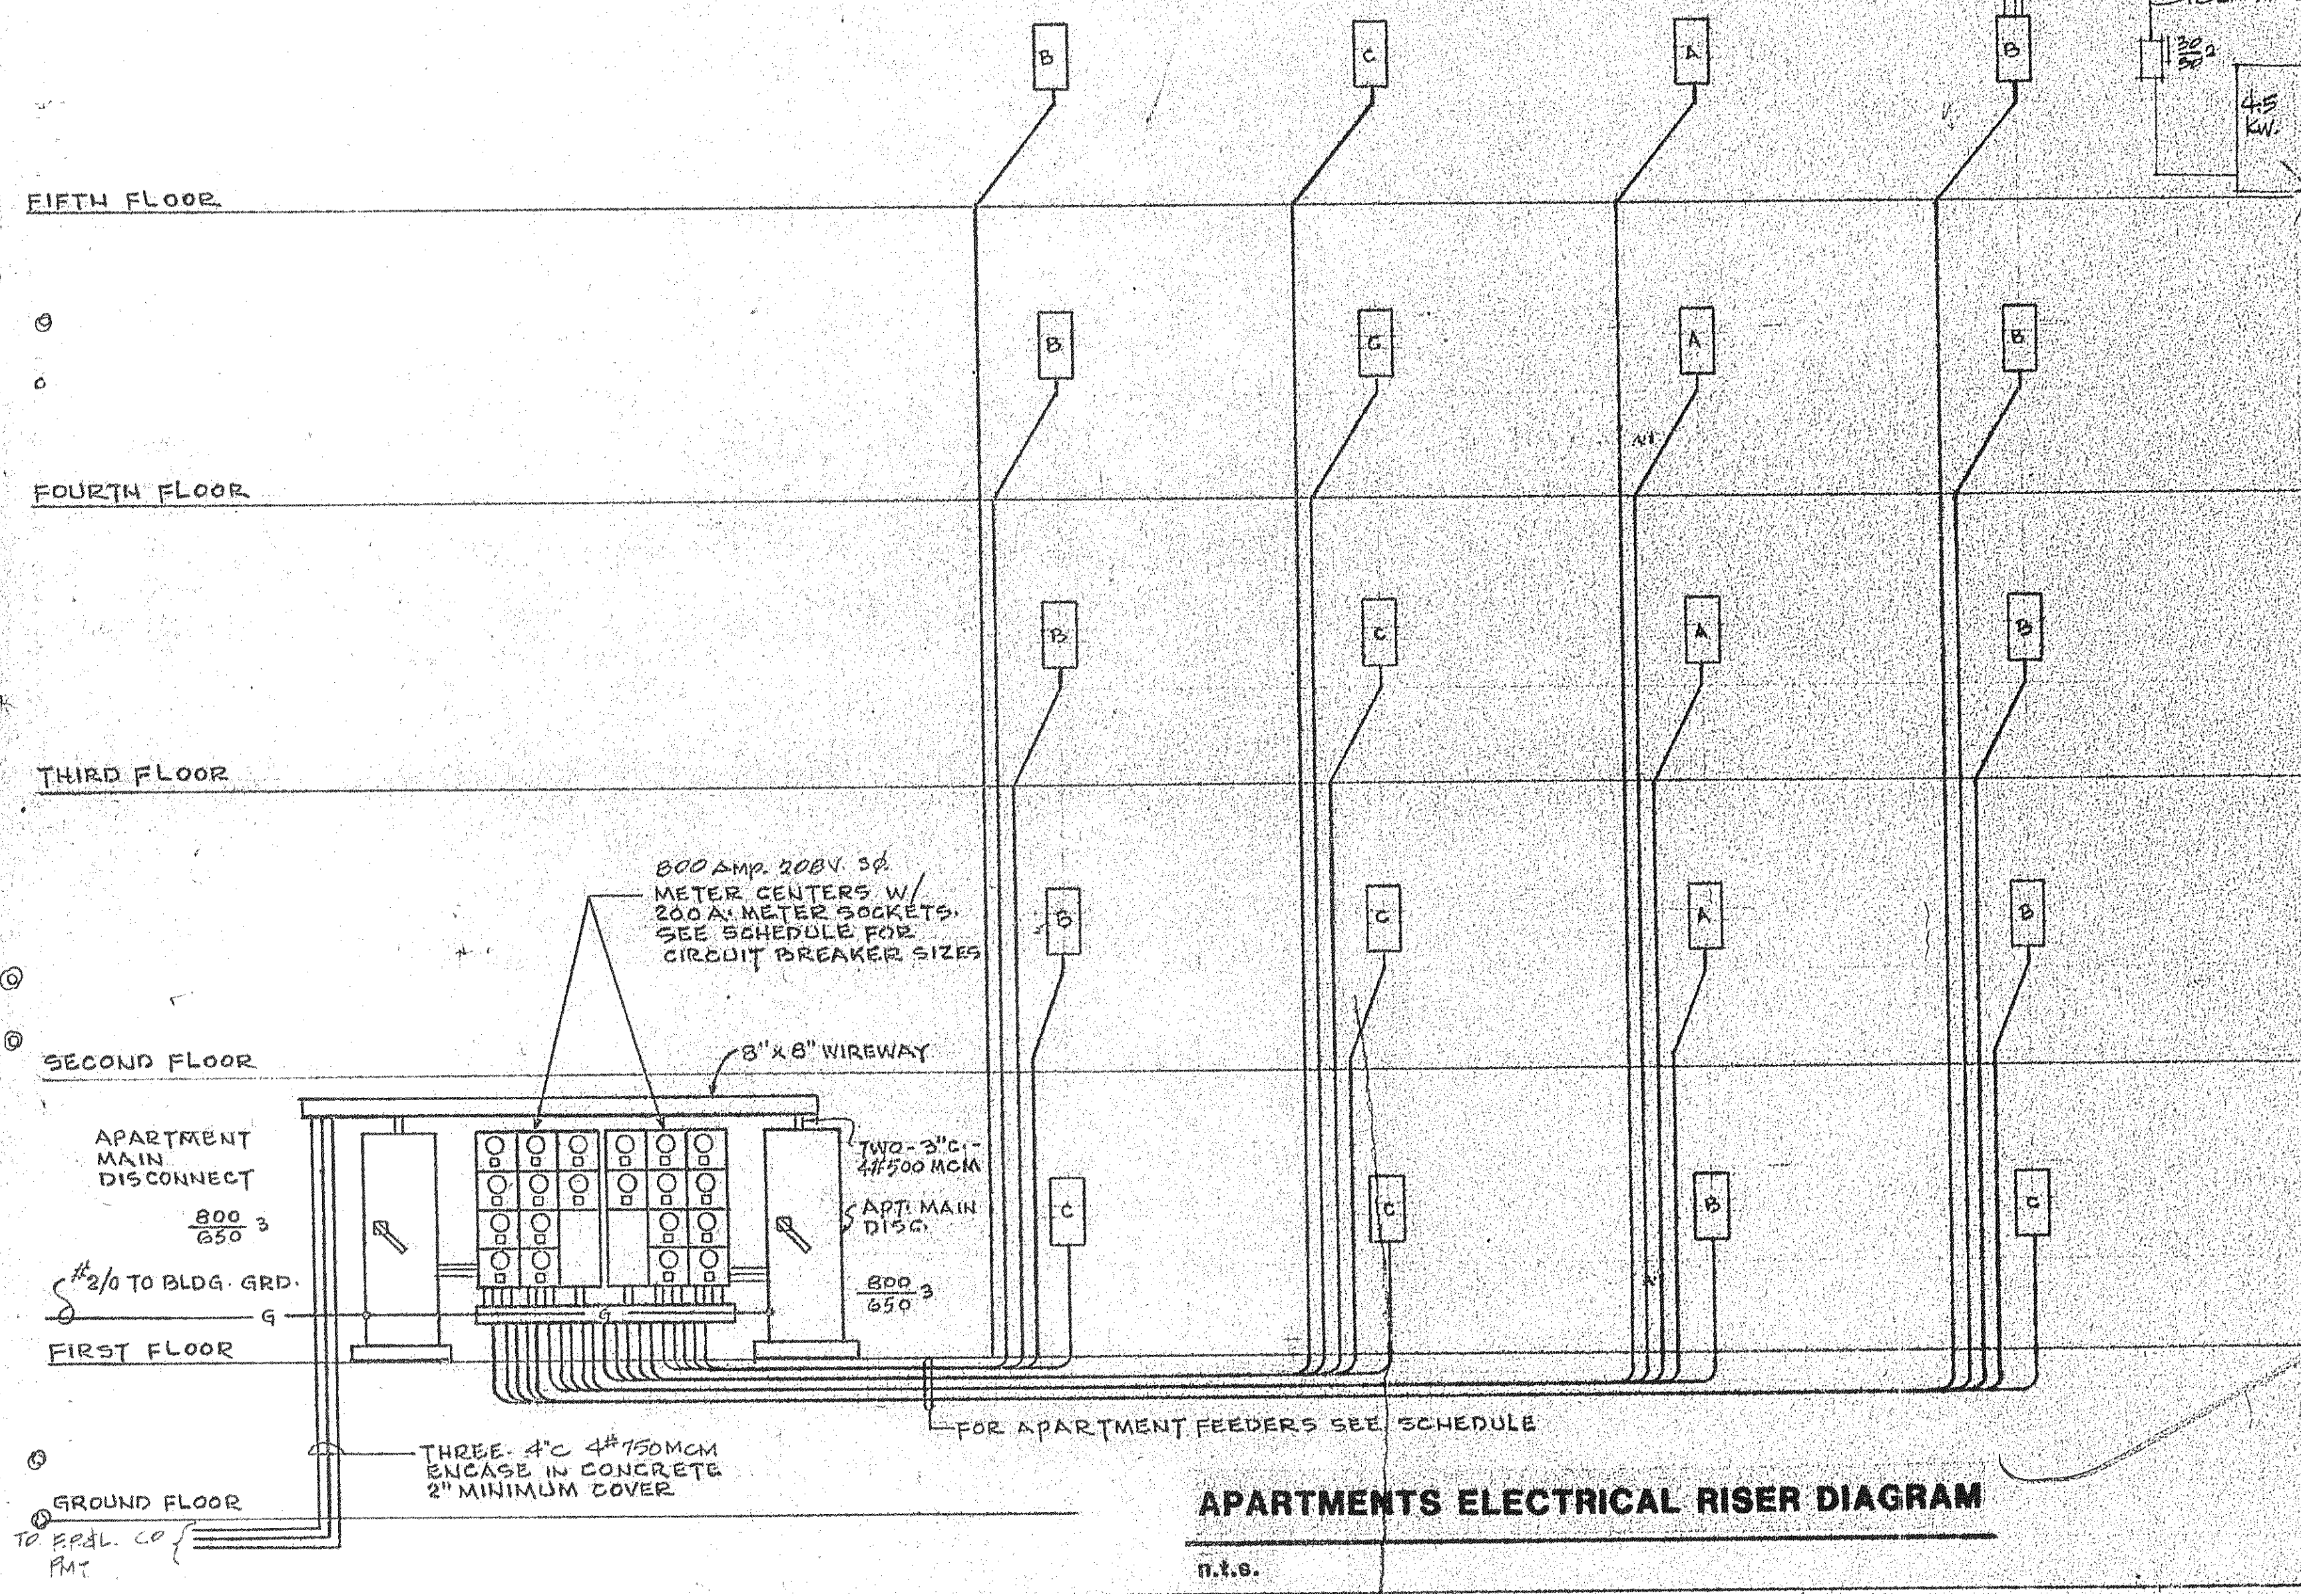 B C A B
30
30 2
4.5
KW.
FIFTH FLOOR
B C A B
FOURTH FLOOR
B C A B
THIRD FLOOR
800 AMP. 208V. 3Ø
METER CENTERS W/
200 A. METER SOCKETS.
SEE SCHEDULE FOR
CIRCUIT BREAKER SIZES
B C A B
SECOND FLOOR
8"X8" WIREWAY
APARTMENT
MAIN
DISCONNECT
800
650 3
TWO-3"C.-
4#500 MCM
APT. MAIN
DISC.
800
650 3
C C B C
#2/0 TO BLDG. GRD.
G G
FIRST FLOOR
FOR APARTMENT FEEDERS SEE SCHEDULE
THREE- 4"C 4#750MCM
ENCASE IN CONCRETE
2" MINIMUM COVER
GROUND FLOOR
TO F.P.&L. CO
PMT
APARTMENTS ELECTRICAL RISER DIAGRAM
n.t.s.